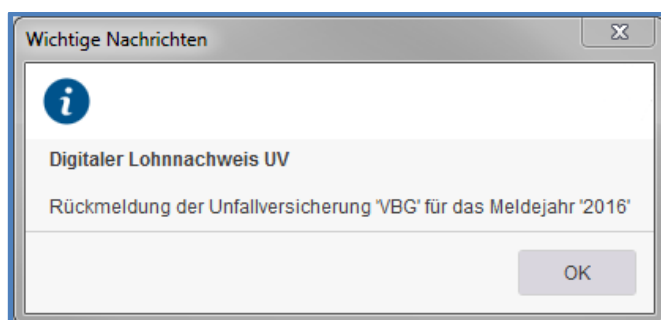 Wichtige Nachrichten
Digitaler Lohnnachweis UV
Rückmeldung der Unfallversicherung 'VBG' für das Meldejahr '2016'
OK